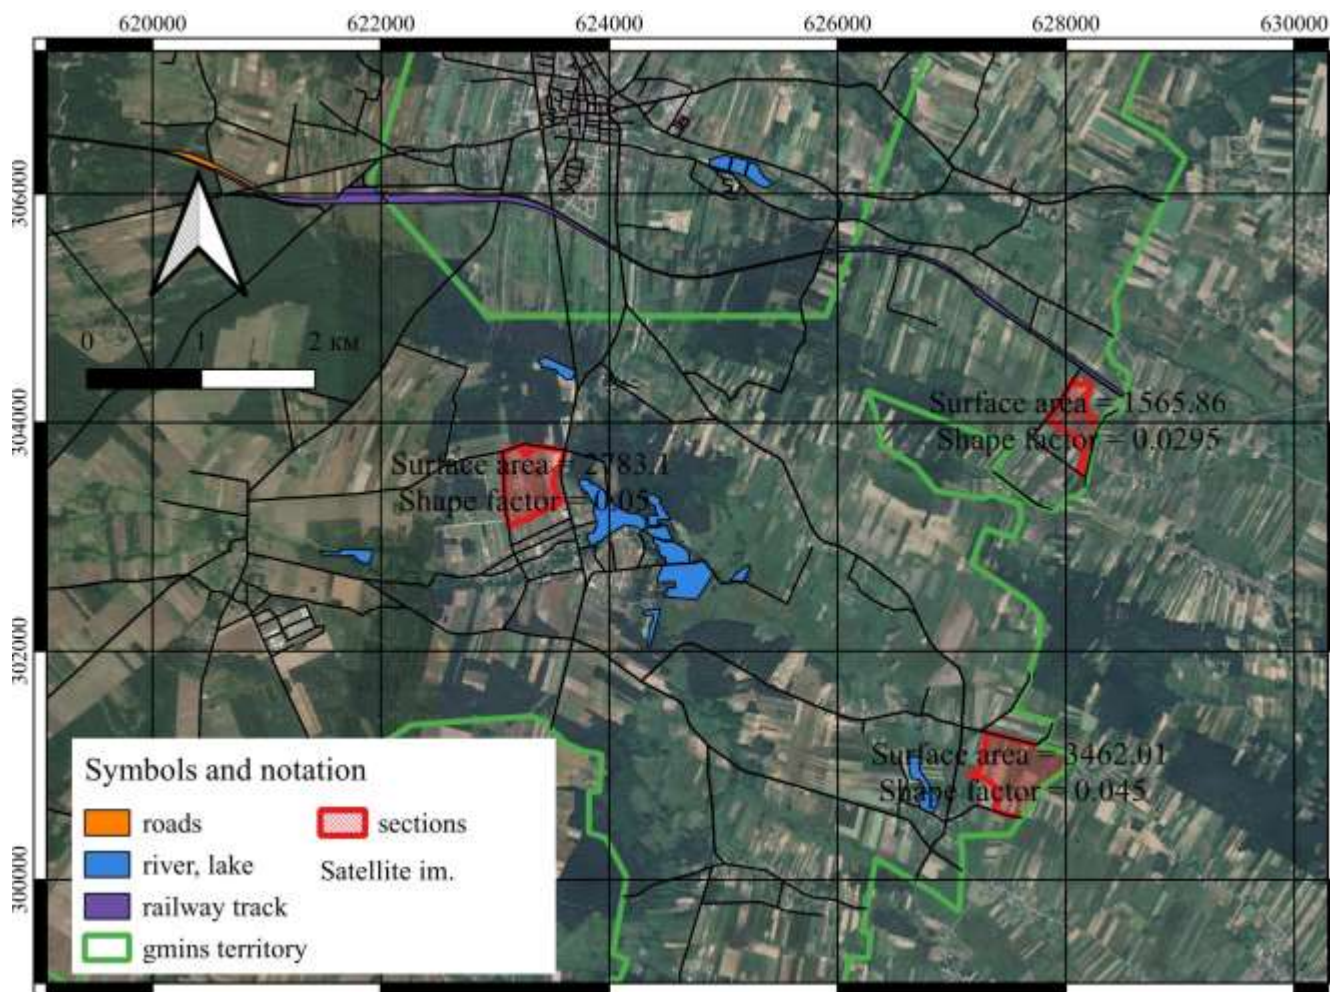 620000 622000 624000 626000 628000 630000
306000
0 1 2 км
304000
Surface area = 1565.86
Shape factor = 0.0295
Surface area = 2783.1
Shape factor = 0.05
302000
Surface area = 3462.01
Shape factor = 0.045
300000
Symbols and notation
roads
river, lake
railway track
gmins territory
sections
Satellite im.